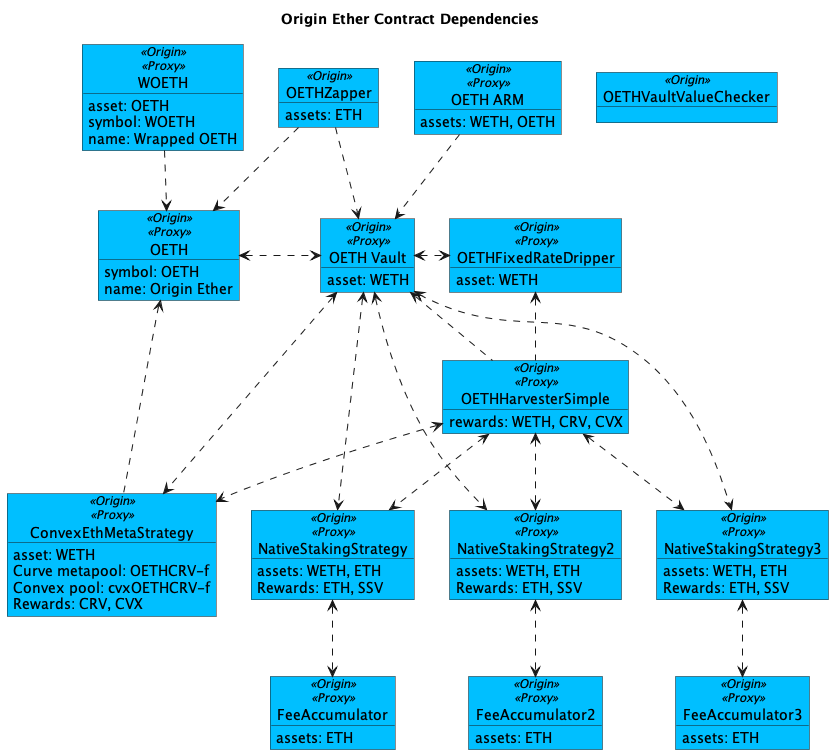 Origin Ether Contract Dependencies
«Origin»
«Proxy»
WOETH
asset: OETH
symbol: WOETH
name: Wrapped OETH
«Origin»
OETHZapper
assets: ETH
«Origin»
«Proxy»
OETH ARM
assets: WETH, OETH
«Origin»
OETHVaultValueChecker
«Origin»
«Proxy»
OETH
symbol: OETH
name: Origin Ether
«Origin»
«Proxy»
OETH Vault
asset: WETH
«Origin»
«Proxy»
OETHFixedRateDripper
asset: WETH
«Origin»
«Proxy»
OETHHarvesterSimple
rewards: WETH, CRV, CVX
«Origin»
«Proxy»
ConvexEthMetaStrategy
asset: WETH
Curve metapool: OETHCRV-f
Convex pool: cvxOETHCRV-f
Rewards: CRV, CVX
«Origin»
«Proxy»
NativeStakingStrategy
assets: WETH, ETH
Rewards: ETH, SSV
«Origin»
«Proxy»
NativeStakingStrategy2
assets: WETH, ETH
Rewards: ETH, SSV
«Origin»
«Proxy»
NativeStakingStrategy3
assets: WETH, ETH
Rewards: ETH, SSV
«Origin»
«Proxy»
FeeAccumulator
assets: ETH
«Origin»
«Proxy»
FeeAccumulator2
assets: ETH
«Origin»
«Proxy»
FeeAccumulator3
assets: ETH